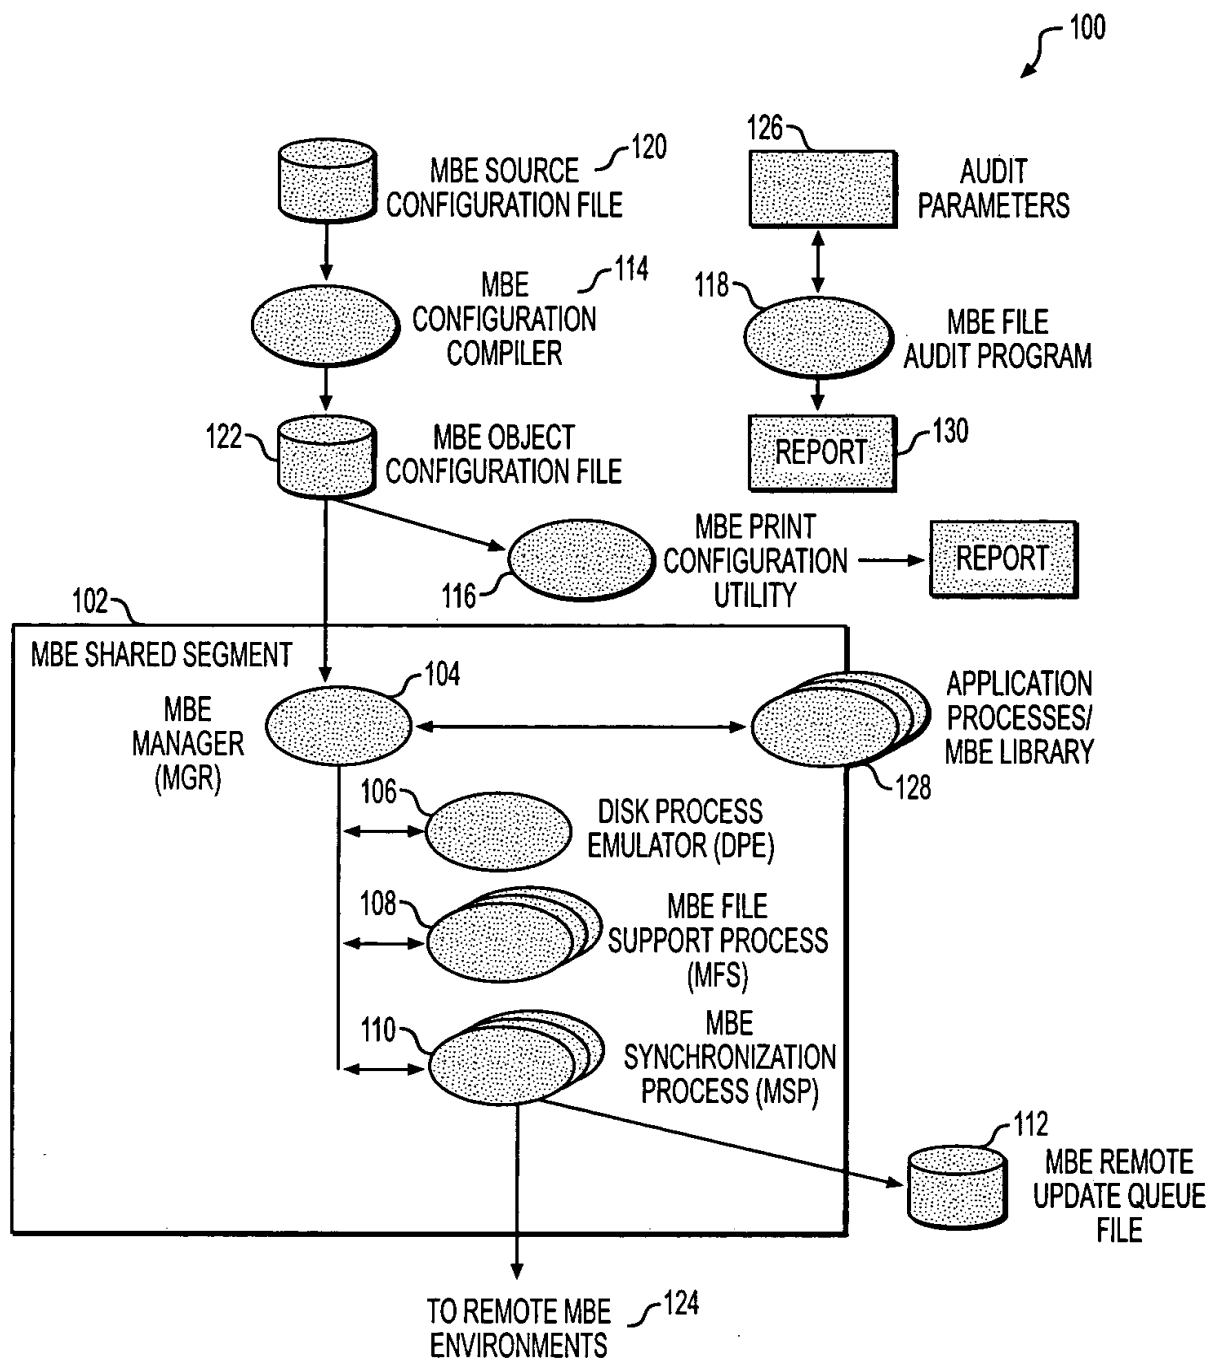 100
120
MBE SOURCE
CONFIGURATION FILE
126
AUDIT
PARAMETERS
114
MBE
CONFIGURATION
COMPILER
118
MBE FILE
AUDIT PROGRAM
122
MBE OBJECT
CONFIGURATION FILE
REPORT
130
116
MBE PRINT
CONFIGURATION
UTILITY
REPORT
102
MBE SHARED SEGMENT
104
MBE
MANAGER
(MGR)
APPLICATION
PROCESSES/
MBE LIBRARY
128
106
DISK PROCESS
EMULATOR (DPE)
108
MBE FILE
SUPPORT PROCESS
(MFS)
110
MBE
SYNCHRONIZATION
PROCESS (MSP)
112
MBE REMOTE
UPDATE QUEUE
FILE
TO REMOTE MBE
ENVIRONMENTS
124